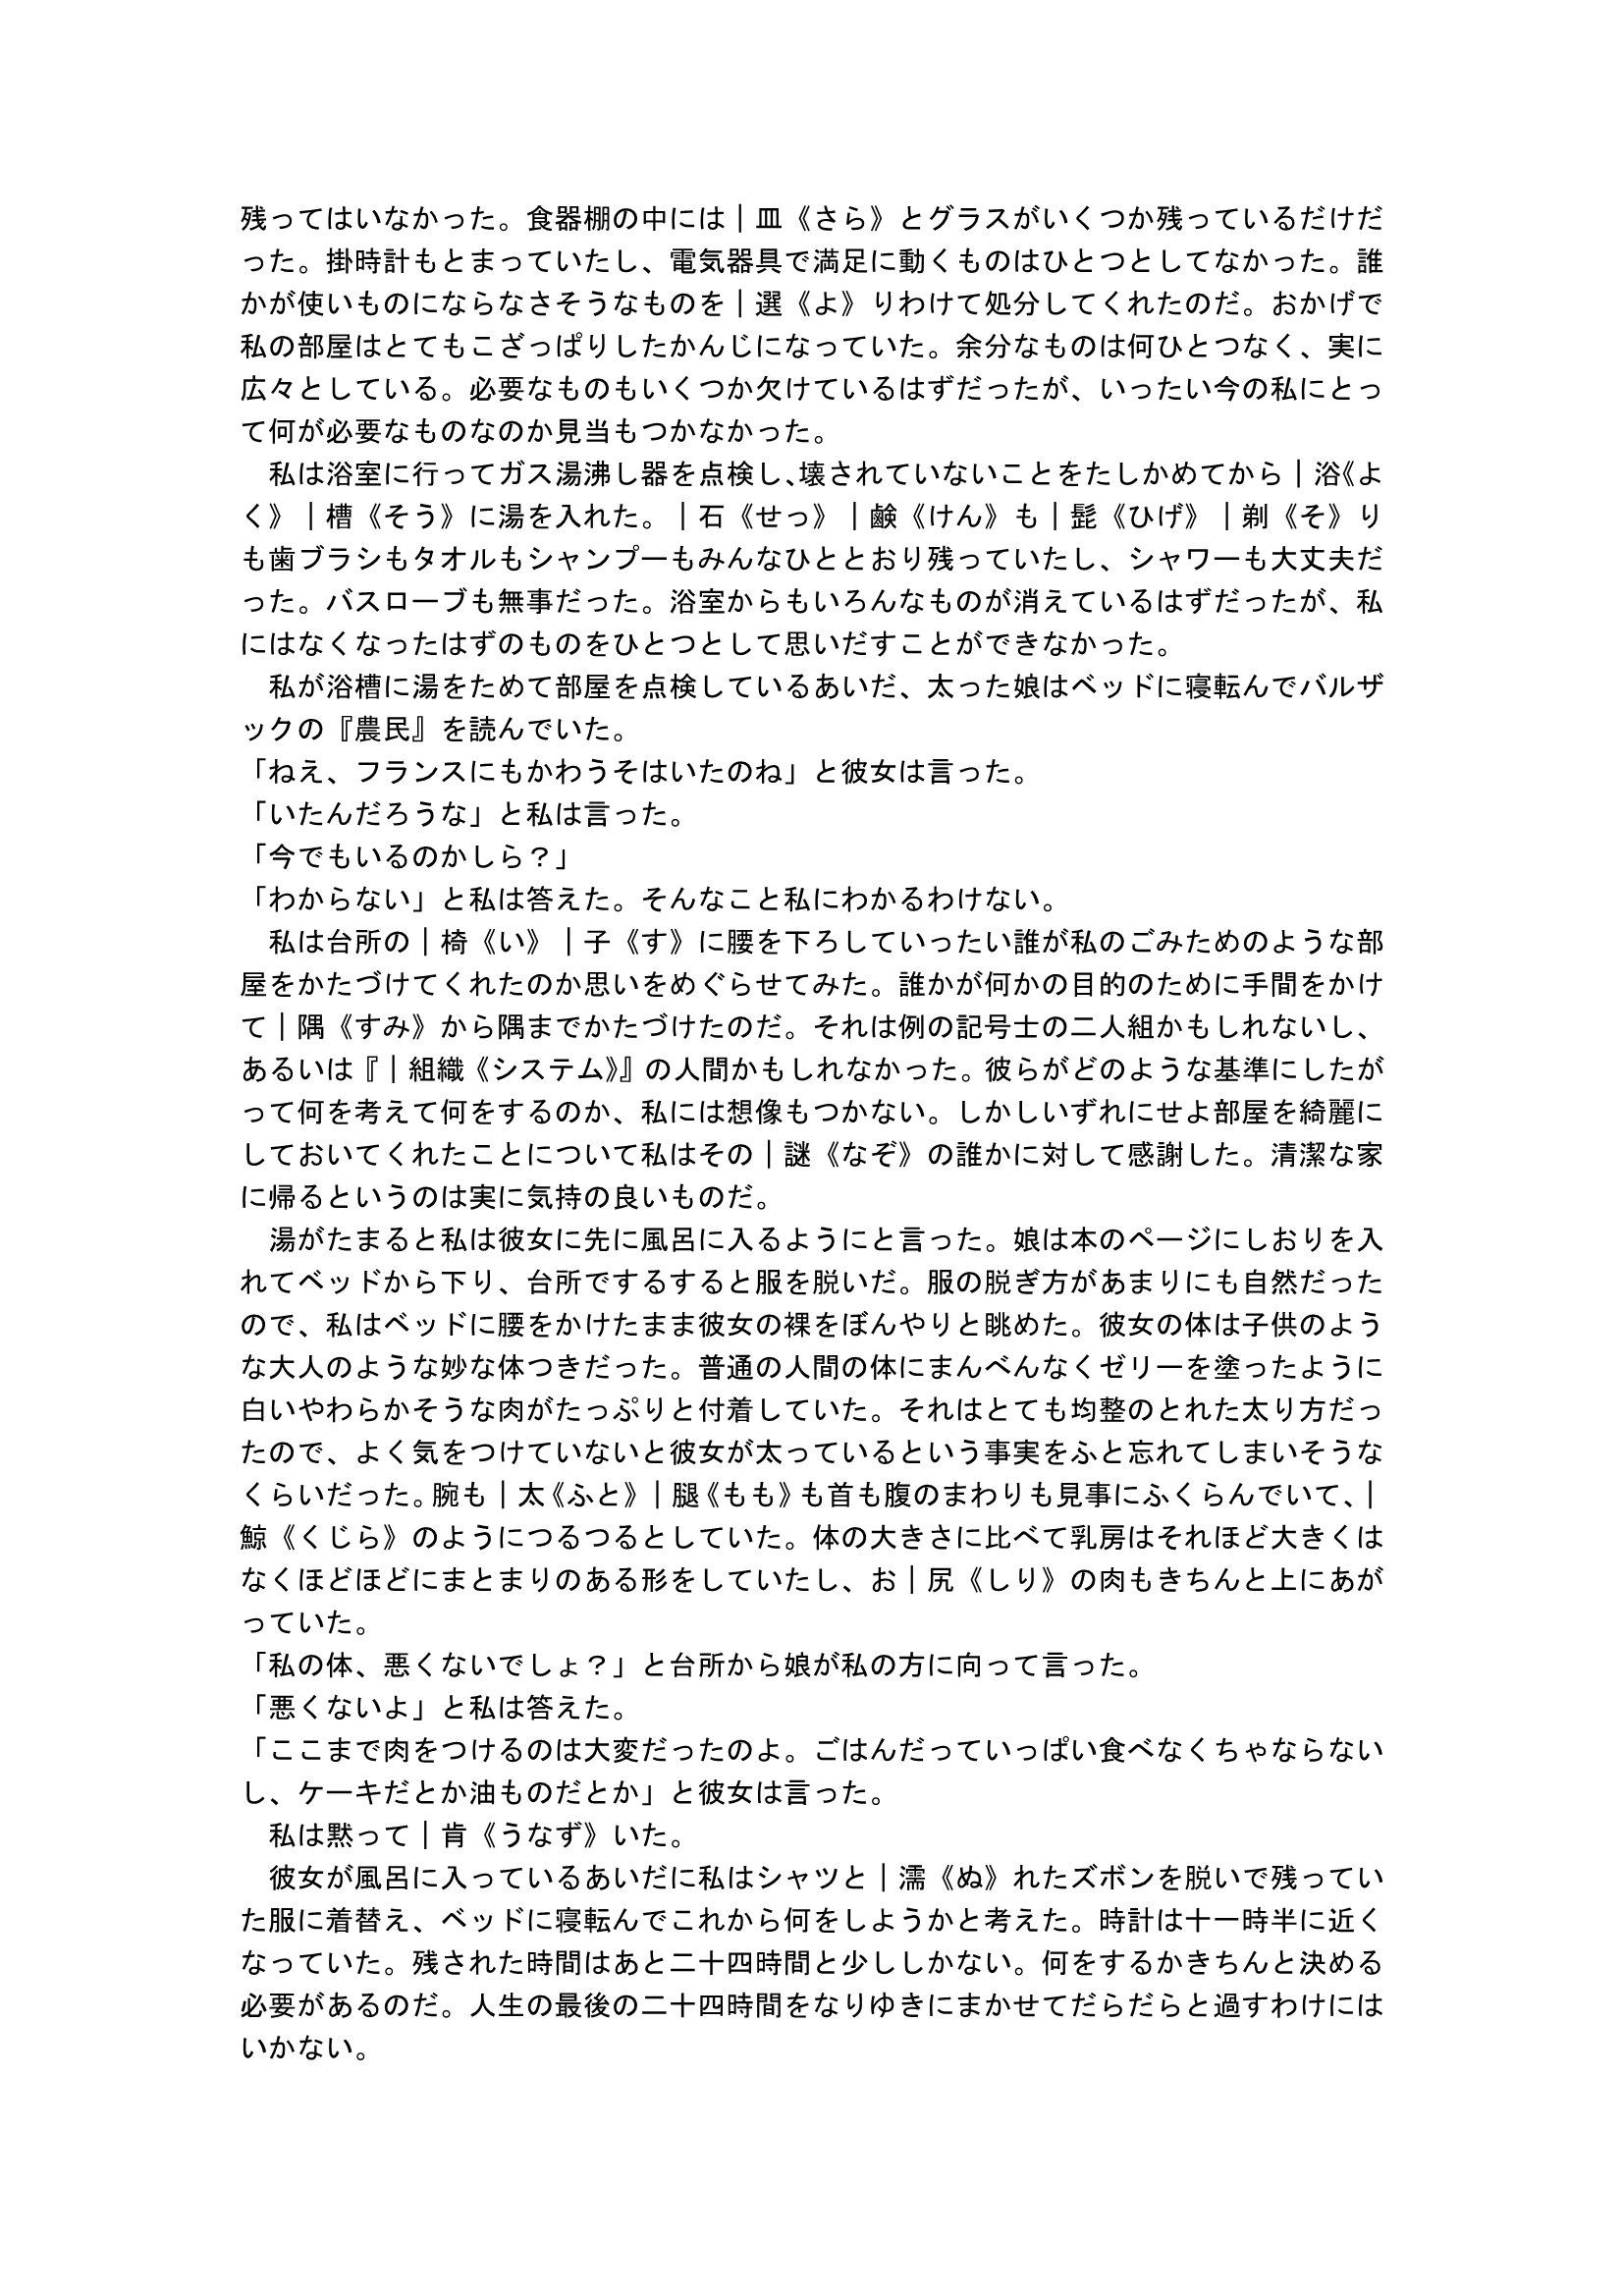 残ってはいなかった。食器棚の中には｜皿《さら》とグラスがいくつか残っているだけだ
った。掛時計もとまっていたし、電気器具で満足に動くものはひとつとしてなかった。誰
かが使いものにならなさそうなものを｜選《よ》りわけて処分してくれたのだ。おかげで
私の部屋はとてもこざっぱりしたかんじになっていた。余分なものは何ひとつなく、実に
広々としている。必要なものもいくつか欠けているはずだったが、いったい今の私にとっ
て何が必要なものなのか見当もつかなかった。
　私は浴室に行ってガス湯沸し器を点検し、壊されていないことをたしかめてから｜浴《よ
く》｜槽《そう》に湯を入れた。｜石《せっ》｜鹸《けん》も｜髭《ひげ》｜剃《そ》り
も歯ブラシもタオルもシャンプーもみんなひととおり残っていたし、シャワーも大丈夫だ
った。バスローブも無事だった。浴室からもいろんなものが消えているはずだったが、私
にはなくなったはずのものをひとつとして思いだすことができなかった。
　私が浴槽に湯をためて部屋を点検しているあいだ、太った娘はベッドに寝転んでバルザ
ックの『農民』を読んでいた。
「ねえ、フランスにもかわうそはいたのね」と彼女は言った。
「いたんだろうな」と私は言った。
「今でもいるのかしら？」
「わからない」と私は答えた。そんなこと私にわかるわけない。
　私は台所の｜椅《い》｜子《す》に腰を下ろしていったい誰が私のごみためのような部
屋をかたづけてくれたのか思いをめぐらせてみた。誰かが何かの目的のために手間をかけ
て｜隅《すみ》から隅までかたづけたのだ。それは例の記号士の二人組かもしれないし、
あるいは『｜組織《システム》』の人間かもしれなかった。彼らがどのような基準にしたが
って何を考えて何をするのか、私には想像もつかない。しかしいずれにせよ部屋を綺麗に
しておいてくれたことについて私はその｜謎《なぞ》の誰かに対して感謝した。清潔な家
に帰るというのは実に気持の良いものだ。
　湯がたまると私は彼女に先に風呂に入るようにと言った。娘は本のページにしおりを入
れてベッドから下り、台所でするすると服を脱いだ。服の脱ぎ方があまりにも自然だった
ので、私はベッドに腰をかけたまま彼女の裸をぼんやりと眺めた。彼女の体は子供のよう
な大人のような妙な体つきだった。普通の人間の体にまんべんなくゼリーを塗ったように
白いやわらかそうな肉がたっぷりと付着していた。それはとても均整のとれた太り方だっ
たので、よく気をつけていないと彼女が太っているという事実をふと忘れてしまいそうな
くらいだった。腕も｜太《ふと》｜腿《もも》も首も腹のまわりも見事にふくらんでいて、｜
鯨《くじら》のようにつるつるとしていた。体の大きさに比べて乳房はそれほど大きくは
なくほどほどにまとまりのある形をしていたし、お｜尻《しり》の肉もきちんと上にあが
っていた。
「私の体、悪くないでしょ？」と台所から娘が私の方に向って言った。
「悪くないよ」と私は答えた。
「ここまで肉をつけるのは大変だったのよ。ごはんだっていっぱい食べなくちゃならない
し、ケーキだとか油ものだとか」と彼女は言った。
　私は黙って｜肯《うなず》いた。
　彼女が風呂に入っているあいだに私はシャツと｜濡《ぬ》れたズボンを脱いで残ってい
た服に着替え、ベッドに寝転んでこれから何をしようかと考えた。時計は十一時半に近く
なっていた。残された時間はあと二十四時間と少ししかない。何をするかきちんと決める
必要があるのだ。人生の最後の二十四時間をなりゆきにまかせてだらだらと過すわけには
いかない。